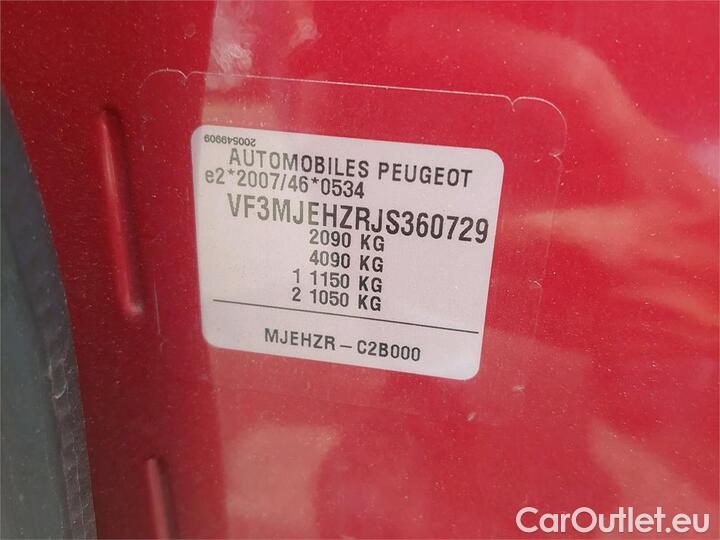 200549909
AUTOMOBILES PEUGEOT
e2*2007/46*0534
VF3MJEHZRJS360729
2090 KG
4090 KG
1 1150 KG
2 1050 KG
MJEHZR – C2B000
CarOutlet.eu